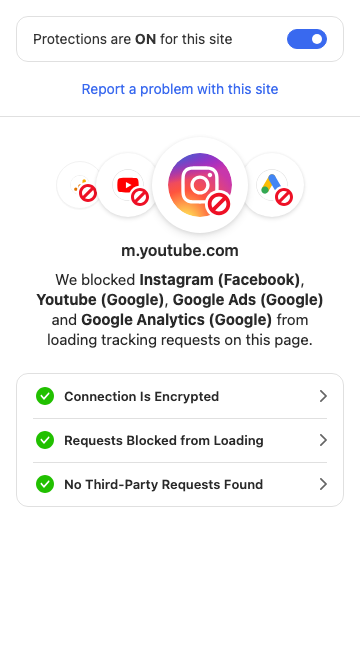 Protections are ON for this site
Report a problem with this site
m.youtube.com
We blocked Instagram (Facebook),
Youtube (Google), Google Ads (Google)
and Google Analytics (Google) from
loading tracking requests on this page.
Connection Is Encrypted
Requests Blocked from Loading
No Third-Party Requests Found